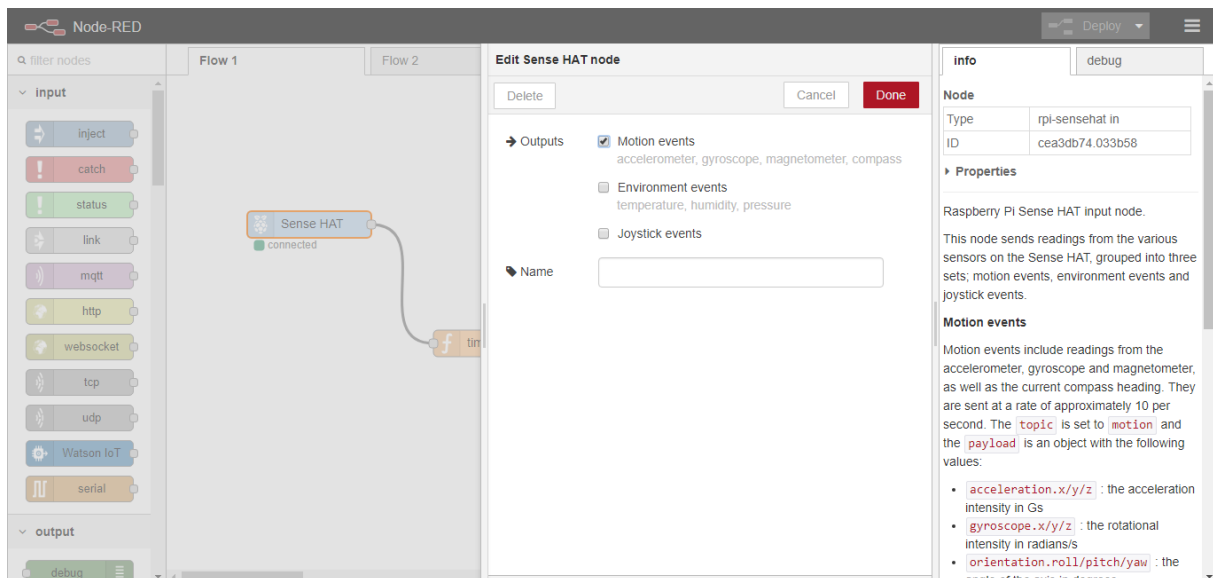 Node-RED
Deploy
filter nodes
input
inject
catch
status
link
mqtt
http
websocket
tcp
udp
Watson IoT
serial
output
debug
Flow 1
Flow 2
Sense HAT
connected
Edit Sense HAT node
Delete
Cancel
Done
Outputs
Motion events
accelerometer, gyroscope, magnetometer, compass
Environment events
temperature, humidity, pressure
Joystick events
Name
info
debug
Node
Type rpi-sensehat in
ID cea3db74.033b58
Properties
Raspberry Pi Sense HAT input node.
This node sends readings from the various
sensors on the Sense HAT, grouped into three
sets; motion events, environment events and
joystick events.
Motion events
Motion events include readings from the
accelerometer, gyroscope and magnetometer,
as well as the current compass heading. They
are sent at a rate of approximately 10 per
second. The topic is set to motion and
the payload is an object with the following
values:
• acceleration.x/y/z : the acceleration
intensity in Gs
• gyroscope.x/y/z : the rotational
intensity in radians/s
• orientation.roll/pitch/yaw : the